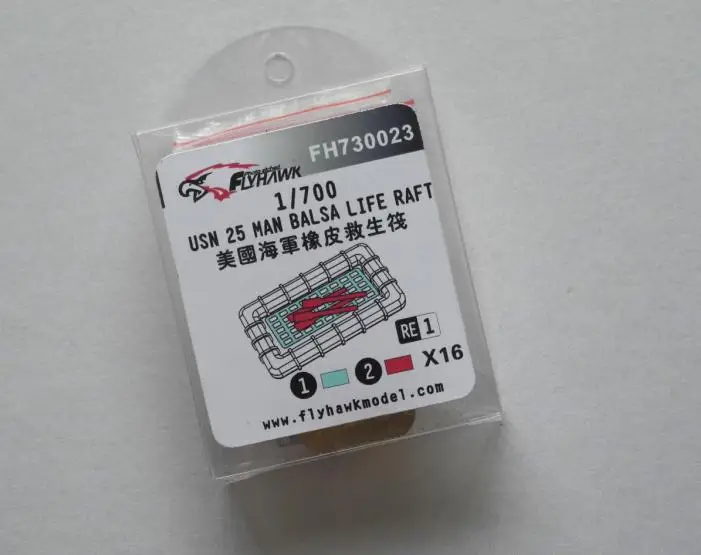 FH730023
FLYHAWK
1/700
USN 25 MAN BALSA LIFE RAFT
美國海軍橡皮救生筏
RE 1
1 2 X16
www.flyhawkmodel.com